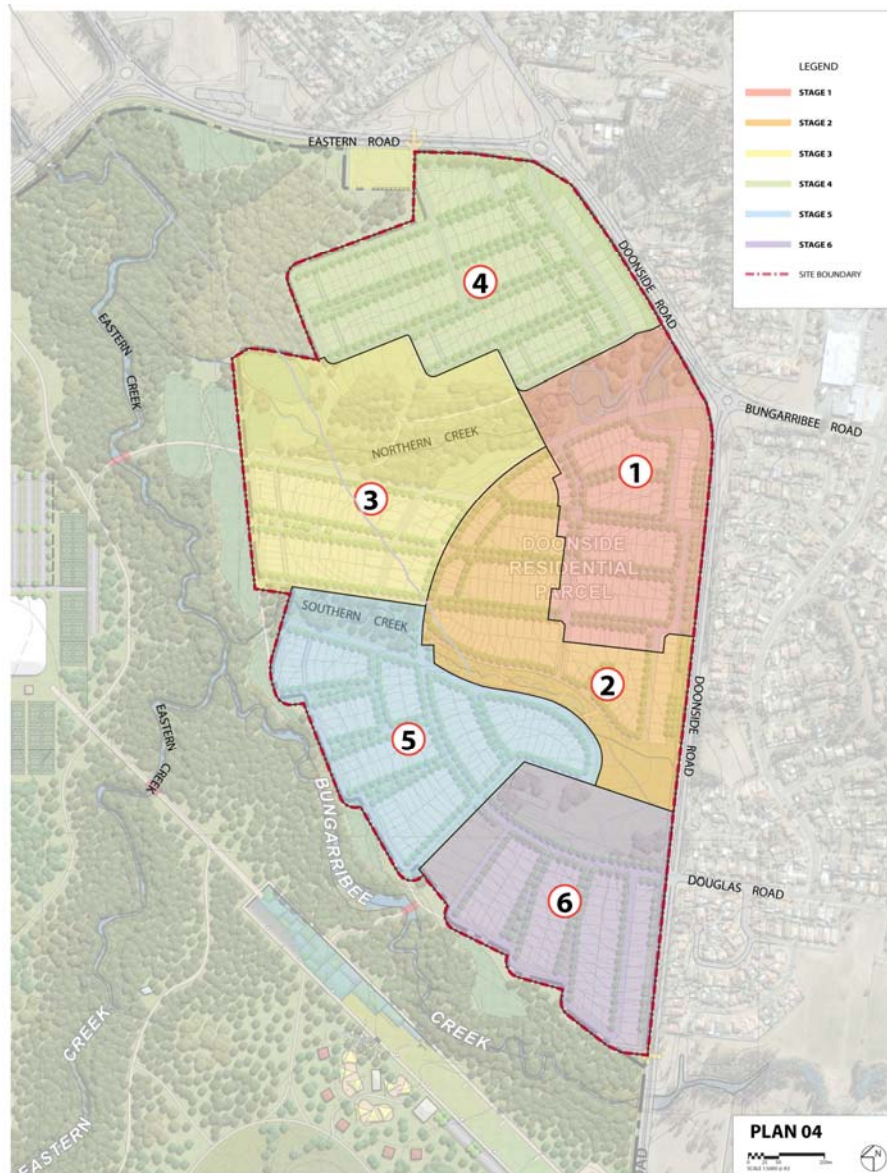 LEGEND
STAGE 1
STAGE 2
STAGE 3
STAGE 4
STAGE 5
STAGE 6
SITE BOUNDARY
EASTERN ROAD
DOONSIDE ROAD
4
EASTERN CREEK
BUNGARRIBEE ROAD
NORTHERN CREEK
1
3
DOONSIDE
RESIDENTIAL
PARCEL
SOUTHERN CREEK
2
DOONSIDE ROAD
EASTERN CREEK
5
BUNGARRIBEE
DOUGLAS ROAD
6
CREEK
CREEK
EASTERN
PLAN 04
N